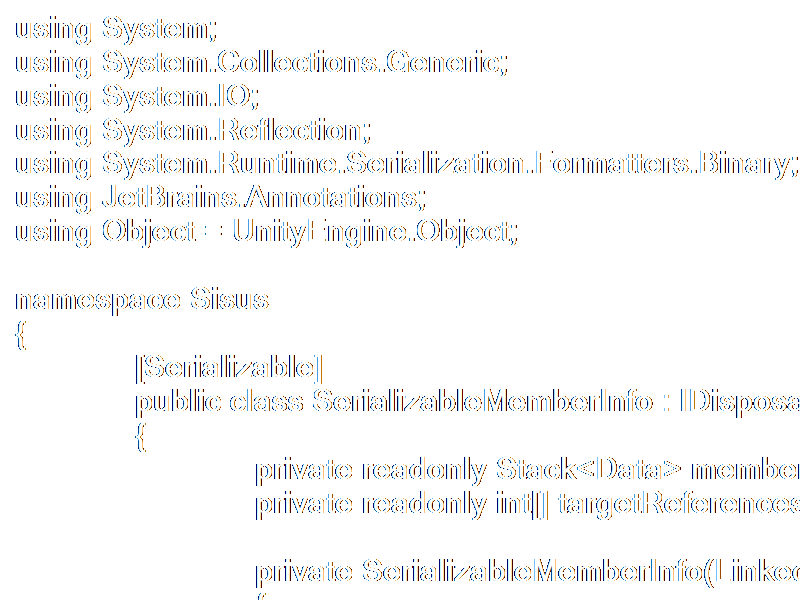 using System;
using System.Collections.Generic;
using System.IO;
using System.Reflection;
using System.Runtime.Serialization.Formatters.Binary;
using JetBrains.Annotations;
using Object = UnityEngine.Object;
namespace Sisus
{
[Serializable]
public class SerializableMemberInfo : IDisposa
{
private readonly Stack<Data> member
private readonly int[] targetReferences
private SerializableMemberInfo(Linked
{